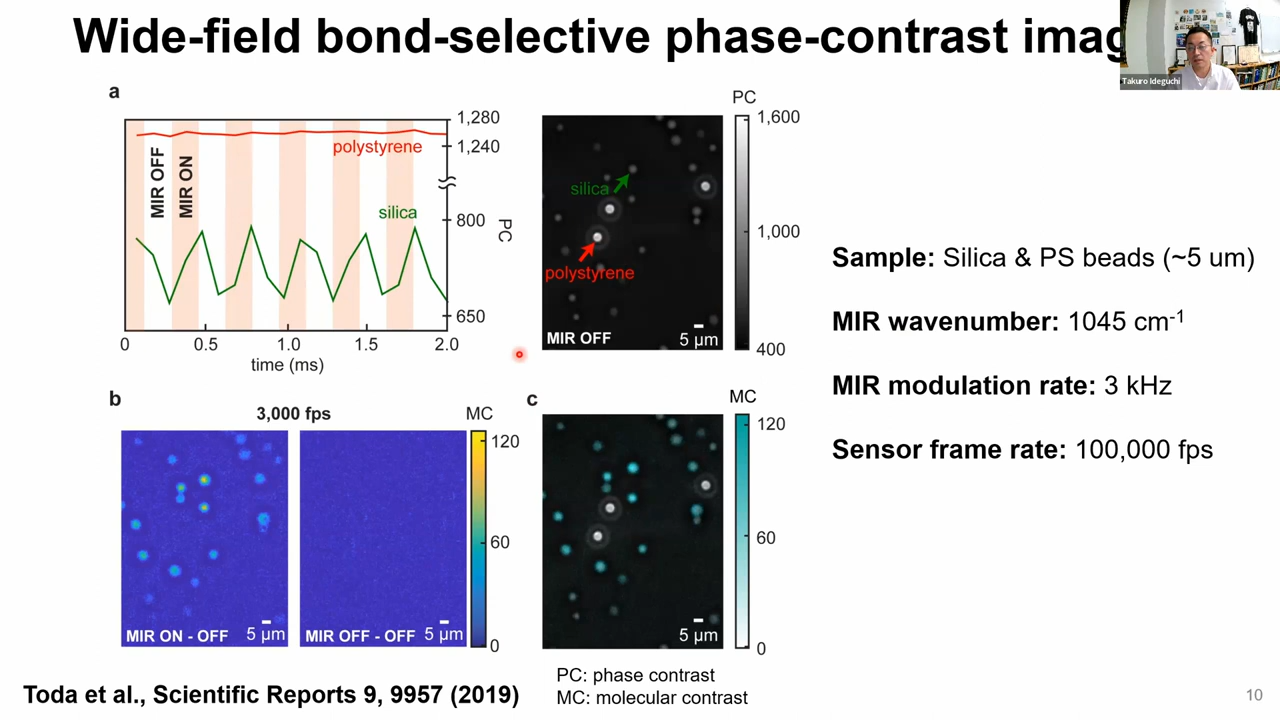 Wide-field bond-selective phase-contrast imag
Takuro Ideguchi
a
polystyrene
MIR OFF
MIR ON
silica
1,280
1,240
800
650
PC
0
0.5
1.0
1.5
2.0
time (ms)
PC
silica
polystyrene
MIR OFF
5 µm
1,600
1,000
400
Sample: Silica & PS beads (~5 um)
MIR wavenumber: 1045 cm⁻¹
MIR modulation rate: 3 kHz
Sensor frame rate: 100,000 fps
b
3,000 fps
MC
MIR ON - OFF
5 µm
MIR OFF - OFF
5 µm
120
60
0
c
MC
5 µm
120
60
0
PC: phase contrast
MC: molecular contrast
Toda et al., Scientific Reports 9, 9957 (2019)
10